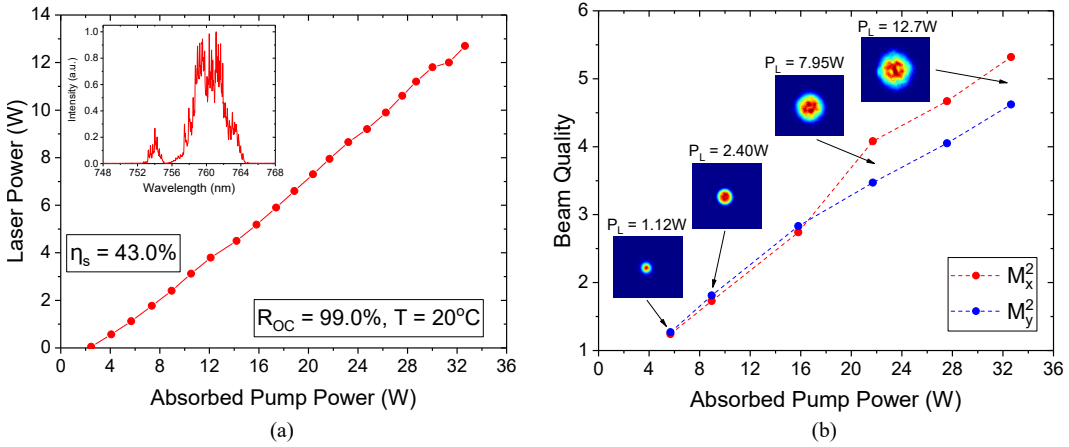 14
12
10
8
6
4
2
0
Laser Power (W)
0 4 8 12 16 20 24 28 32 36
Absorbed Pump Power (W)
1.0
0.8
0.6
0.4
0.2
0.0
Intensity (a.u.)
748 752 756 760 764 768
Wavelength (nm)
ηs = 43.0%
ROC = 99.0%, T = 20°C
(a)
6
5
4
3
2
1
Beam Quality
PL = 12.7W
PL = 7.95W
PL = 2.40W
PL = 1.12W
M²x
M²y
0 4 8 12 16 20 24 28 32 36
Absorbed Pump Power (W)
(b)